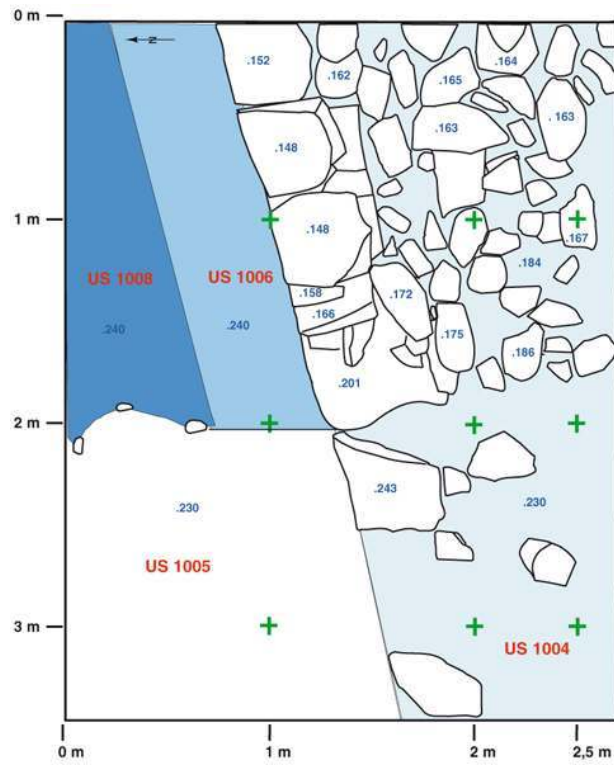 0 m
N
.152
.162
.165
.164
.163
.163
.148
1 m
.148
.167
.184
US 1008
US 1006
.158
.172
.166
.240
.240
.175
.186
.201
2 m
.243
.230
.230
US 1005
3 m
US 1004
0 m
1 m
2 m
2,5 m